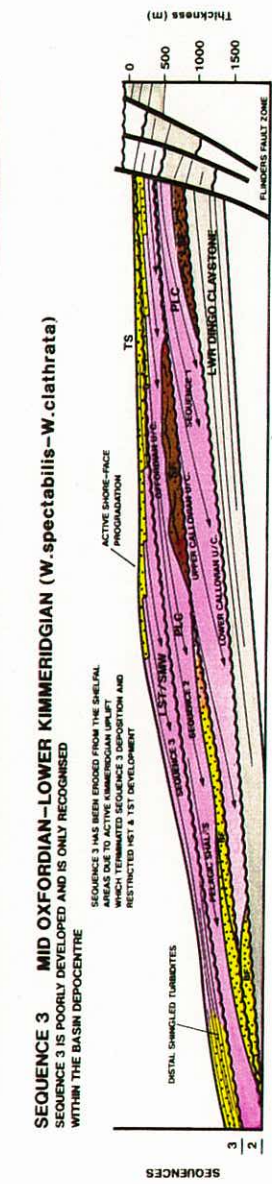 SEQUENCE 3 MID OXFORDIAN-LOWER KIMMERIDGIAN (W.spectabilis-W.clathrata)
SEQUENCE 3 IS POORLY DEVELOPED AND IS ONLY RECOGNISED
WITHIN THE BASIN DEPOCENTRE
SEQUENCE 3 HAS BEEN ERODED FROM THE SHELFAL
AREAS DUE TO ACTIVE KIMMERIDGIAN UPLIFT
WHICH TERMINATED SEQUENCE 3 DEPOSITION AND
RESTRICTED HST & TST DEVELOPMENT
ACTIVE SHORE-FACE
PROGRADATION
TS
DISTAL SHINGLED TURBIDITES
LST/SMW
OXFORDIAN U/C.
SEQUENCE 3
PLC
PLC
SEQUENCE 2
UPPER CALLOVIAN U/C.
SEQUENCE 1
LOWER CALLOVIAN U/C.
LWR DINGO CLAYSTONE
BF
FLINDERS FAULT ZONE
SEQUENCES
3
2
0
500
1000
1500
Thickness (m)